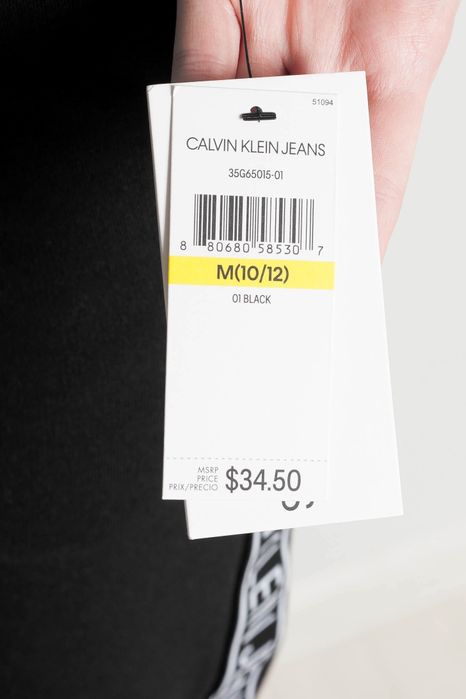 51094
CALVIN KLEIN JEANS
35G65015-01
8 80680 58530 7
M(10/12)
01 BLACK
MSRP
PRICE
PRIX/PRECIO
$34.50